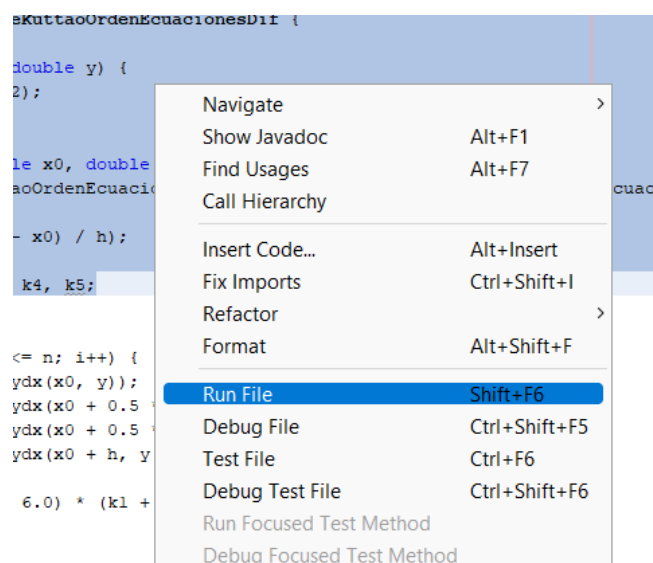 eKuttaoOrdenEcuacionesDif {
double y) {
2);
le x0, double
aoOrdenEcuacio
cuac
- x0) / h);
k4, k5;
<= n; i++) {
ydx(x0, y));
ydx(x0 + 0.5 *
ydx(x0 + 0.5 *
ydx(x0 + h, y
6.0) * (k1 +
Navigate >
Show Javadoc Alt+F1
Find Usages Alt+F7
Call Hierarchy
Insert Code... Alt+Insert
Fix Imports Ctrl+Shift+I
Refactor >
Format Alt+Shift+F
Run File Shift+F6
Debug File Ctrl+Shift+F5
Test File Ctrl+F6
Debug Test File Ctrl+Shift+F6
Run Focused Test Method
Debug Focused Test Method